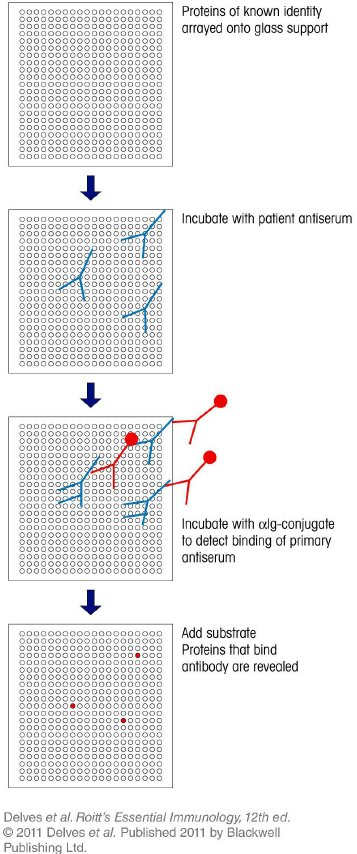 Proteins of known identity
arrayed onto glass support
Incubate with patient antiserum
Incubate with αIg-conjugate
to detect binding of primary
antiserum
Add substrate
Proteins that bind
antibody are revealed
Delves et al. Roitt's Essential Immunology, 12th ed.
© 2011 Delves et al. Published 2011 by Blackwell
Publishing Ltd.